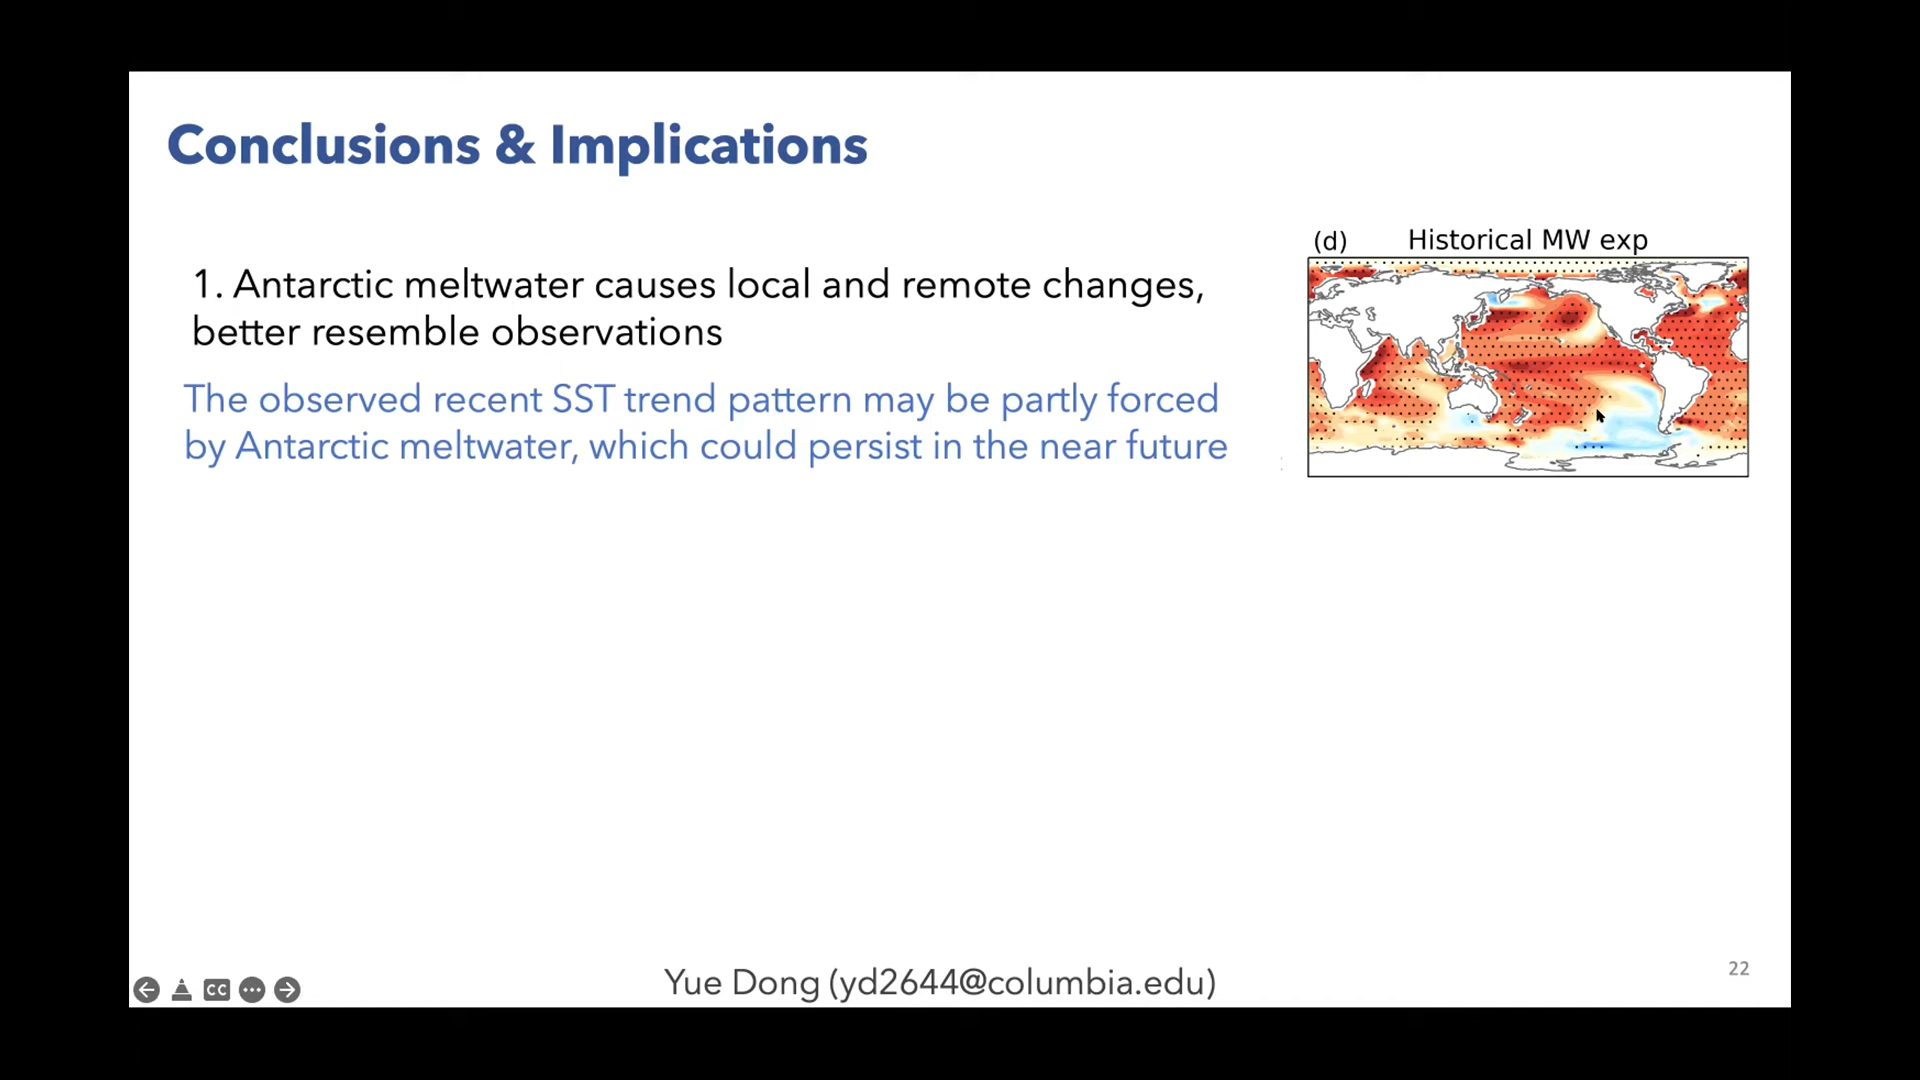 Conclusions & Implications
(d) Historical MW exp
1. Antarctic meltwater causes local and remote changes,
better resemble observations
The observed recent SST trend pattern may be partly forced
by Antarctic meltwater, which could persist in the near future
22
Yue Dong (yd2644@columbia.edu)
CC